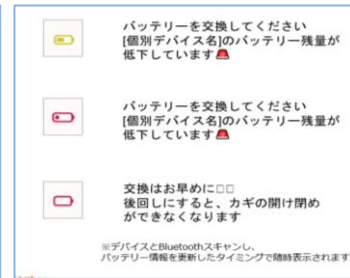 バッテリーを交換してください
[個別デバイス名]のバッテリー残量が
低下しています🚨
バッテリーを交換してください
[個別デバイス名]のバッテリー残量が
低下しています🚨
交換はお早めに□□
後回しにすると、カギの開け閉め
ができなくなります
※デバイスとBluetoothスキャンし、
バッテリー情報を更新したタイミングで随時表示されます